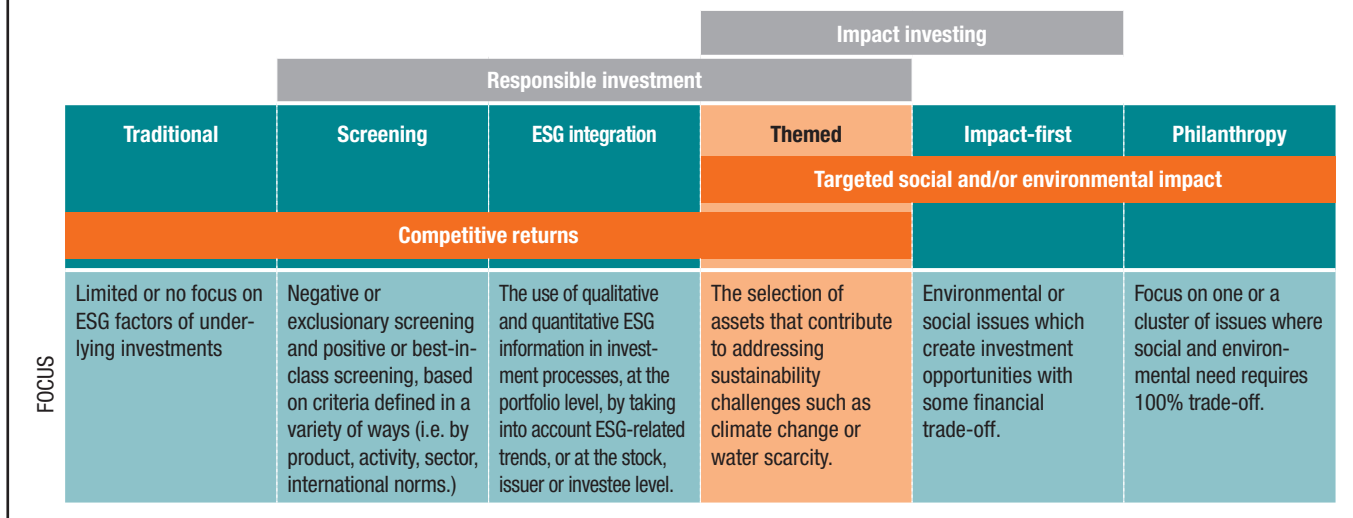 Impact investing
Responsible investment
Traditional
Screening
ESG integration
Themed
Impact-first
Philanthropy
Targeted social and/or environmental impact
Competitive returns
FOCUS
Limited or no focus on
ESG factors of under-
lying investments
Negative or
exclusionary screening
and positive or best-in-
class screening, based
on criteria defined in a
variety of ways (i.e. by
product, activity, sector,
international norms.)
The use of qualitative
and quantitative ESG
information in invest-
ment processes, at the
portfolio level, by taking
into account ESG-related
trends, or at the stock,
issuer or investee level.
The selection of
assets that contribute
to addressing
sustainability
challenges such as
climate change or
water scarcity.
Environmental or
social issues which
create investment
opportunities with
some financial
trade-off.
Focus on one or a
cluster of issues where
social and environ-
mental need requires
100% trade-off.